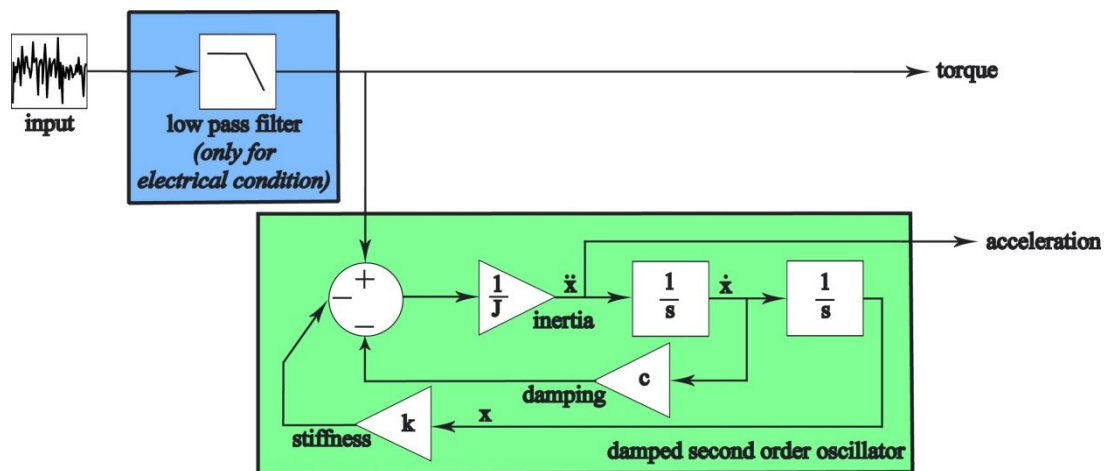 torque
input
low pass filter
(only for
electrical condition)
acceleration
+
−
−
1
J
ẍ
inertia
1
s
ẋ
1
s
damping
c
stiffness
k
x
damped second order oscillator